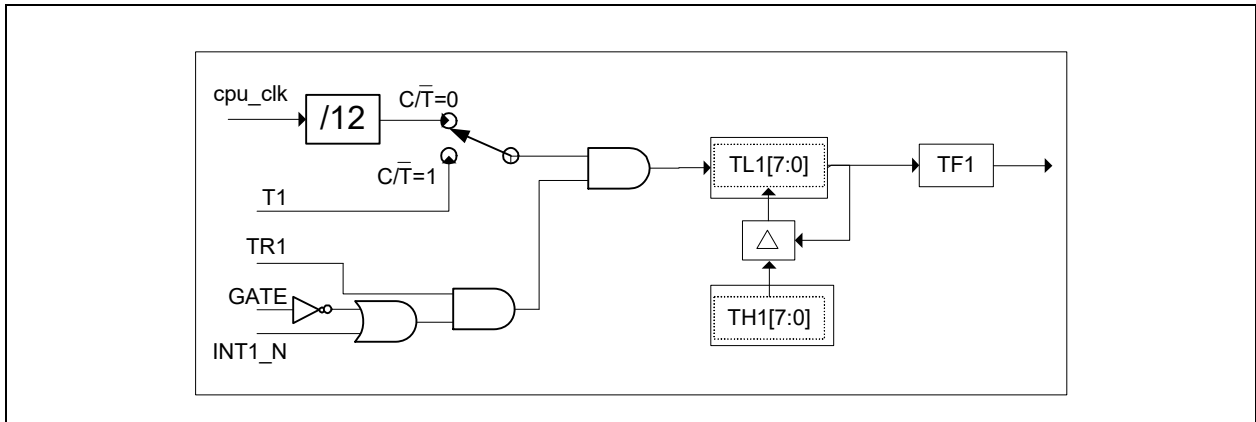 cpu_clk
/12
C/T̅=0
C/T̅=1
T1
TR1
GATE
INT1_N
TL1[7:0]
TF1
△
TH1[7:0]